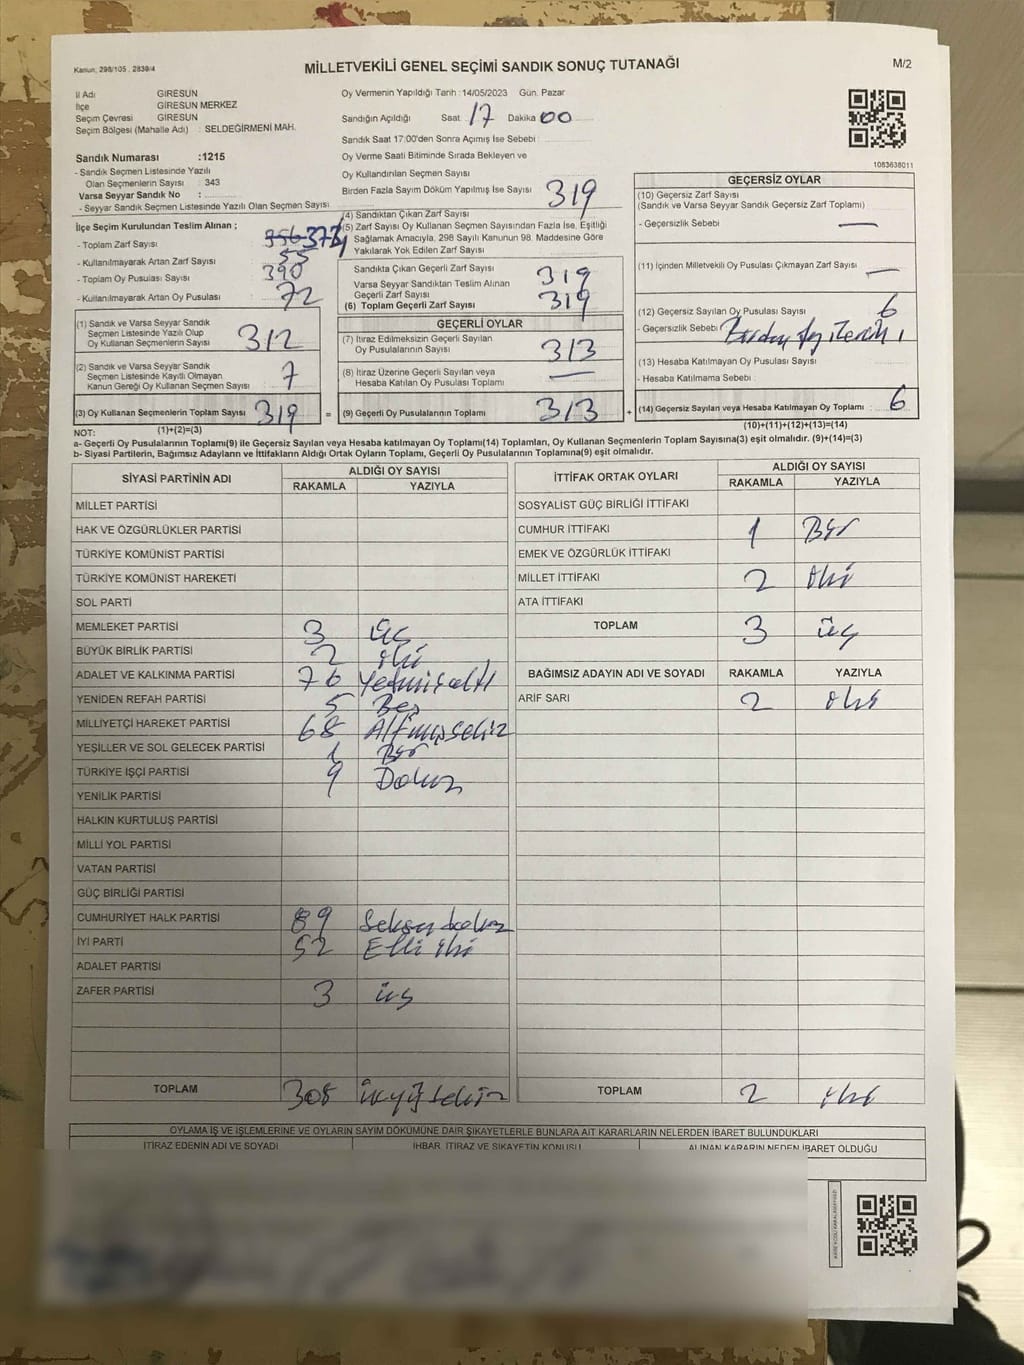 Kanun, 298/105 , 2839/4
MİLLETVEKİLİ GENEL SEÇİMİ SANDIK SONUÇ TUTANAĞI
M/2
İl Adı GİRESUN
İlçe GİRESUN MERKEZ
Seçim Çevresi GİRESUN
Seçim Bölgesi (Mahalle Adı) : SELDEĞİRMENİ MAH.
Oy Vermenin Yapıldığı Tarih : 14/05/2023 Gün. Pazar
Sandığın Açıldığı Saat 17 Dakika 00
Sandık Saat 17:00'den Sonra Açımış İse Sebebi :
Sandık Numarası :1215
- Sandık Seçmen Listesinde Yazılı
Olan Seçmenlerin Sayısı : 343
Varsa Seyyar Sandık No :
- Seyyar Sandık Seçmen Listesinde Yazılı Olan Seçmen Sayısı
Oy Verme Saati Bitiminde Sırada Bekleyen ve
Oy Kullandırılan Seçmen Sayısı
Birden Fazla Sayım Döküm Yapılmış İse Sayısı
1083638011
İlçe Seçim Kurulundan Teslim Alınan ;
- Toplam Zarf Sayısı
- Kullanılmayarak Artan Zarf Sayısı 55
- Toplam Oy Pusulası Sayısı 390
- Kullanılmayarak Artan Oy Pusulası 72
(1) Sandık ve Varsa Seyyar Sandık
Seçmen Listesinde Yazılı Olup
Oy Kullanan Seçmenlerin Sayısı 312
(2) Sandık ve Varsa Seyyar Sandık
Seçmen Listesinde Kayıtlı Olmayan
Kanun Gereği Oy Kullanan Seçmen Sayısı 7
(3) Oy Kullanan Seçmenlerin Toplam Sayısı 319 =
(1)+(2)=(3)
(4) Sandıktan Çıkan Zarf Sayısı 319
(5) Zarf Sayısı Oy Kullanan Seçmen Sayısından Fazla İse, Eşitliği
Sağlamak Amacıyla, 298 Sayılı Kanunun 98. Maddesine Göre
Yakılarak Yok Edilen Zarf Sayısı
Sandıkta Çıkan Geçerli Zarf Sayısı 319
Varsa Seyyar Sandıktan Teslim Alınan
Geçerli Zarf Sayısı
(6) Toplam Geçerli Zarf Sayısı 319
GEÇERLİ OYLAR
(7) İtiraz Edilmeksizin Geçerli Sayılan
Oy Pusulalarının Sayısı 313
(8) İtiraz Üzerine Geçerli Sayılan veya
Hesaba Katılan Oy Pusulası Toplamı —
(9) Geçerli Oy Pusulalarının Toplamı 313 +
GEÇERSİZ OYLAR
(10) Geçersiz Zarf Sayısı
(Sandık ve Varsa Seyyar Sandık Geçersiz Zarf Toplamı)
- Geçersizlik Sebebi —
(11) İçinden Milletvekili Oy Pusulası Çıkmayan Zarf Sayısı —
(12) Geçersiz Sayılan Oy Pusulası Sayısı 6
- Geçersizlik Sebebi :
(13) Hesaba Katılmayan Oy Pusulası Sayısı
- Hesaba Katılmama Sebebi :
(14) Geçersiz Sayılan veya Hesaba Katılmayan Oy Toplamı : 6
(10)+(11)+(12)+(13)=(14)
NOT:
a- Geçerli Oy Pusulalarının Toplamı(9) ile Geçersiz Sayılan veya Hesaba katılmayan Oy Toplamı(14) Toplamları, Oy Kullanan Seçmenlerin Toplam Sayısına(3) eşit olmalıdır. (9)+(14)=(3)
b- Siyasi Partilerin, Bağımsız Adayların ve İttifakların Aldığı Ortak Oyların Toplamı, Geçerli Oy Pusulalarının Toplamına(9) eşit olmalıdır.
SİYASİ PARTİNİN ADI ALDIĞI OY SAYISI
RAKAMLA YAZIYLA
MİLLET PARTİSİ
HAK VE ÖZGÜRLÜKLER PARTİSİ
TÜRKİYE KOMÜNİST PARTİSİ
TÜRKİYE KOMÜNİST HAREKETİ
SOL PARTİ
MEMLEKET PARTİSİ 3 üç
BÜYÜK BİRLİK PARTİSİ 2 iki
ADALET VE KALKINMA PARTİSİ 76 Yetmişaltı
YENİDEN REFAH PARTİSİ 5 Beş
MİLLİYETÇİ HAREKET PARTİSİ 68 Altmışsekiz
YEŞİLLER VE SOL GELECEK PARTİSİ 1 Bir
TÜRKİYE İŞÇİ PARTİSİ 9 Dokuz
YENİLİK PARTİSİ
HALKIN KURTULUŞ PARTİSİ
MİLLİ YOL PARTİSİ
VATAN PARTİSİ
GÜÇ BİRLİĞİ PARTİSİ
CUMHURİYET HALK PARTİSİ 89 Seksen dokuz
İYİ PARTİ 52 Elli iki
ADALET PARTİSİ
ZAFER PARTİSİ 3 üç
TOPLAM 308 üçyüzsekiz
İTTİFAK ORTAK OYLARI ALDIĞI OY SAYISI
RAKAMLA YAZIYLA
SOSYALİST GÜÇ BİRLİĞİ İTTİFAKI
CUMHUR İTTİFAKI 1 Bir
EMEK VE ÖZGÜRLÜK İTTİFAKI
MİLLET İTTİFAKI 2 iki
ATA İTTİFAKI
TOPLAM 3 üç
BAĞIMSIZ ADAYIN ADI VE SOYADI RAKAMLA YAZIYLA
ARİF SARI 2 iki
TOPLAM 2 iki
OYLAMA İŞ VE İŞLEMLERİNE VE OYLARIN SAYIM DÖKÜMÜNE DAİR ŞİKAYETLERLE BUNLARA AİT KARARLARIN NELERDEN İBARET BULUNDUKLARI
İTİRAZ EDENİN ADI VE SOYADI İHBAR, İTİRAZ VE ŞİKAYETİN KONUSU ALINAN KARARIN NEDEN İBARET OLDUĞU